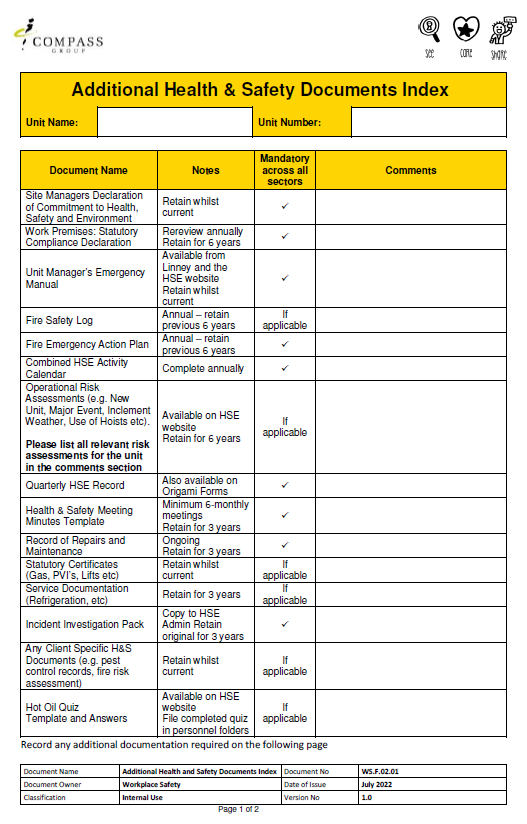 COMPASS
GROUP
see
care
share
Additional Health & Safety Documents Index
Unit Name:
Unit Number:
Document Name
Notes
Mandatory
across all
sectors
Comments
Site Managers Declaration
of Commitment to Health,
Safety and Environment
Retain whilst
current
✓
Work Premises: Statutory
Compliance Declaration
Rereview annually
Retain for 6 years
✓
Unit Manager's Emergency
Manual
Available from
Linney and the
HSE website
Retain whilst
current
✓
Fire Safety Log
Annual – retain
previous 6 years
If
applicable
Fire Emergency Action Plan
Annual – retain
previous 6 years
✓
Combined HSE Activity
Calendar
Complete annually
✓
Operational Risk
Assessments (e.g. New
Unit, Major Event, Inclement
Weather, Use of Hoists etc).
Please list all relevant risk
assessments for the unit
in the comments section
Available on HSE
website
Retain for 6 years
If
applicable
Quarterly HSE Record
Also available on
Origami Forms
✓
Health & Safety Meeting
Minutes Template
Minimum 6-monthly
meetings
Retain for 3 years
✓
Record of Repairs and
Maintenance
Ongoing
Retain for 3 years
✓
Statutory Certificates
(Gas, PVI's, Lifts etc)
Retain whilst
current
If
applicable
Service Documentation
(Refrigeration, etc)
Retain for 3 years
If
applicable
Incident Investigation Pack
Copy to HSE
Admin Retain
original for 3 years
✓
Any Client Specific H&S
Documents (e.g. pest
control records, fire risk
assessment)
Retain whilst
current
If
applicable
Hot Oil Quiz
Template and Answers
Available on HSE
website
File completed quiz
in personnel folders
If
applicable
Record any additional documentation required on the following page
Document Name
Additional Health and Safety Documents Index
Document No
WS.F.02.01
Document Owner
Workplace Safety
Date of Issue
July 2022
Classification
Internal Use
Version No
1.0
Page 1 of 2